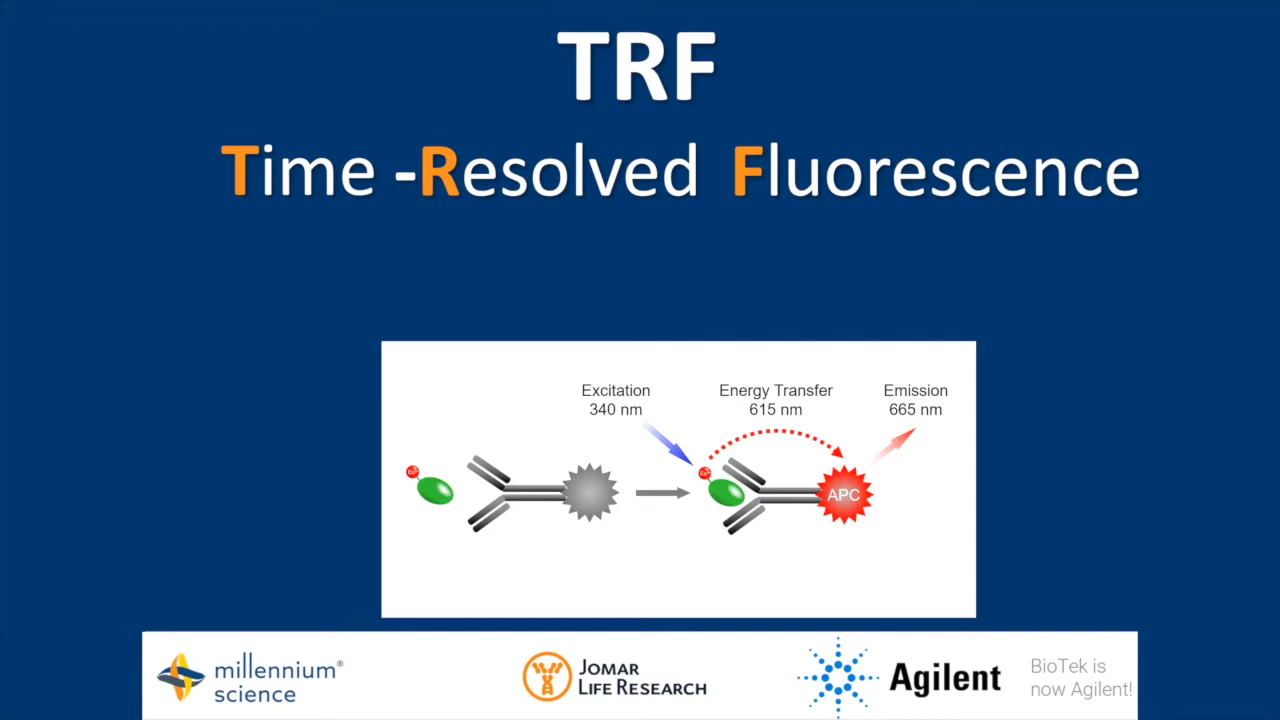 TRF
Time -Resolved Fluorescence
Excitation
340 nm
Energy Transfer
615 nm
Emission
665 nm
APC
millennium®
science
JOMAR
LIFE RESEARCH
Agilent
BioTek is
now Agilent!